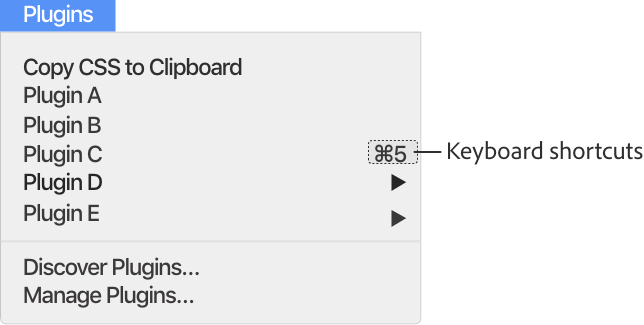 Plugins
Copy CSS to Clipboard
Plugin A
Plugin B
Plugin C ⌘5 Keyboard shortcuts
Plugin D ▶
Plugin E ▶
Discover Plugins...
Manage Plugins...